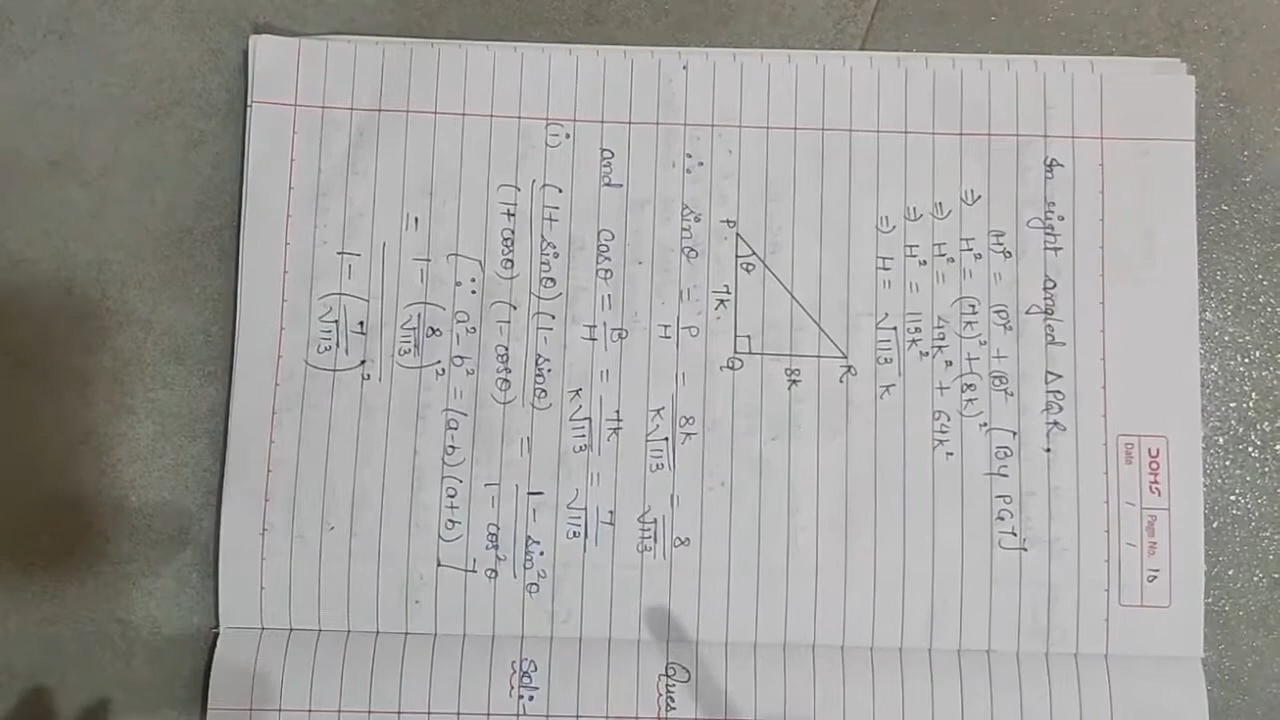 DOMS Page No. 10
Date / /
In right angled △PQR,
(H)² = (P)² + (B)² [By PGT]
⇒ H² = (7k)² + (8k)²
⇒ H² = 49k² + 64k²
⇒ H² = 113k²
⇒ H = √113 k
R
8k
P θ 7k. Q
∴ sinθ = P/H = 8k/k√113 = 8/√113
Ques
and cosθ = B/H = 7k/k√113 = 7/√113
(i) (1+sinθ)(1-sinθ)/(1+cosθ)(1-cosθ) = 1-sin²θ/1-cos²θ
Sol:-
[∵ a²-b² = (a-b)(a+b)]
= 1-(8/√113)²/1-(7/√113)²